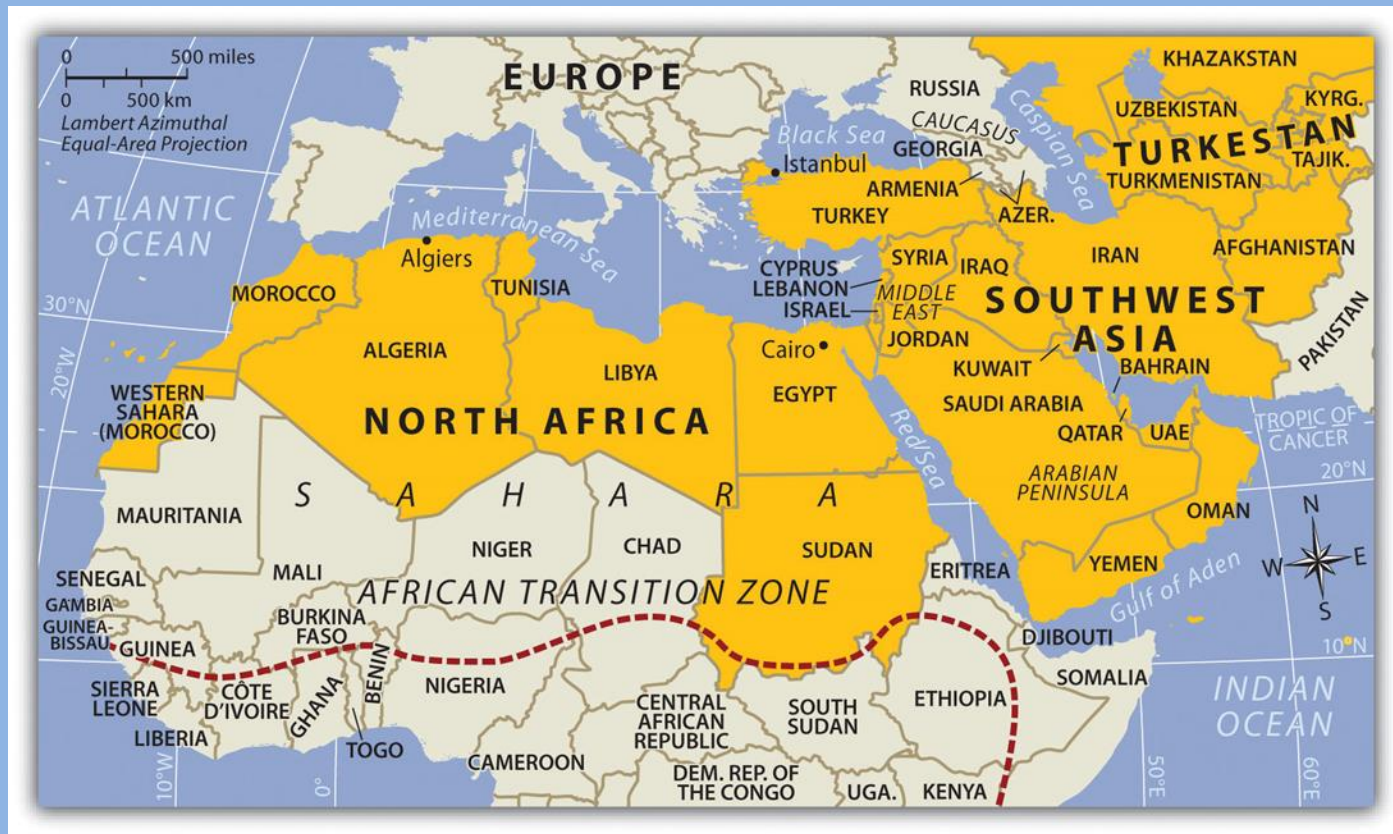 0 500 miles
0 500 km
Lambert Azimuthal
Equal-Area Projection
EUROPE
RUSSIA
CAUCASUS
GEORGIA
Caspian Sea
KHAZAKSTAN
UZBEKISTAN
KYRG.
TURKESTAN
TAJIK.
TURKMENISTAN
Black Sea
Istanbul
ARMENIA
TURKEY
AZER.
ATLANTIC
OCEAN
Mediterranean Sea
Algiers
MOROCCO
TUNISIA
CYPRUS
LEBANON
ISRAEL
SYRIA
IRAQ
MIDDLE
EAST
IRAN
AFGHANISTAN
SOUTHWEST
ASIA
PAKISTAN
30°N
20°W
ALGERIA
LIBYA
Cairo
EGYPT
JORDAN
KUWAIT
BAHRAIN
WESTERN
SAHARA
(MOROCCO)
NORTH AFRICA
Red Sea
SAUDI ARABIA
QATAR
UAE
TROPIC OF
CANCER
20°N
ARABIAN
PENINSULA
OMAN
SAHARA
MAURITANIA
MALI
NIGER
CHAD
SUDAN
ERITREA
YEMEN
Gulf of Aden
N
W E
S
AFRICAN TRANSITION ZONE
SENEGAL
GAMBIA
GUINEA-
BISSAU
GUINEA
BURKINA
FASO
SIERRA
LEONE
LIBERIA
CÔTE
D'IVOIRE
GHANA
TOGO
BENIN
NIGERIA
CAMEROON
CENTRAL
AFRICAN
REPUBLIC
SOUTH
SUDAN
ETHIOPIA
DJIBOUTI
SOMALIA
10°N
INDIAN
OCEAN
DEM. REP. OF
THE CONGO
UGA.
KENYA
10°W
0°
50°E
60°E